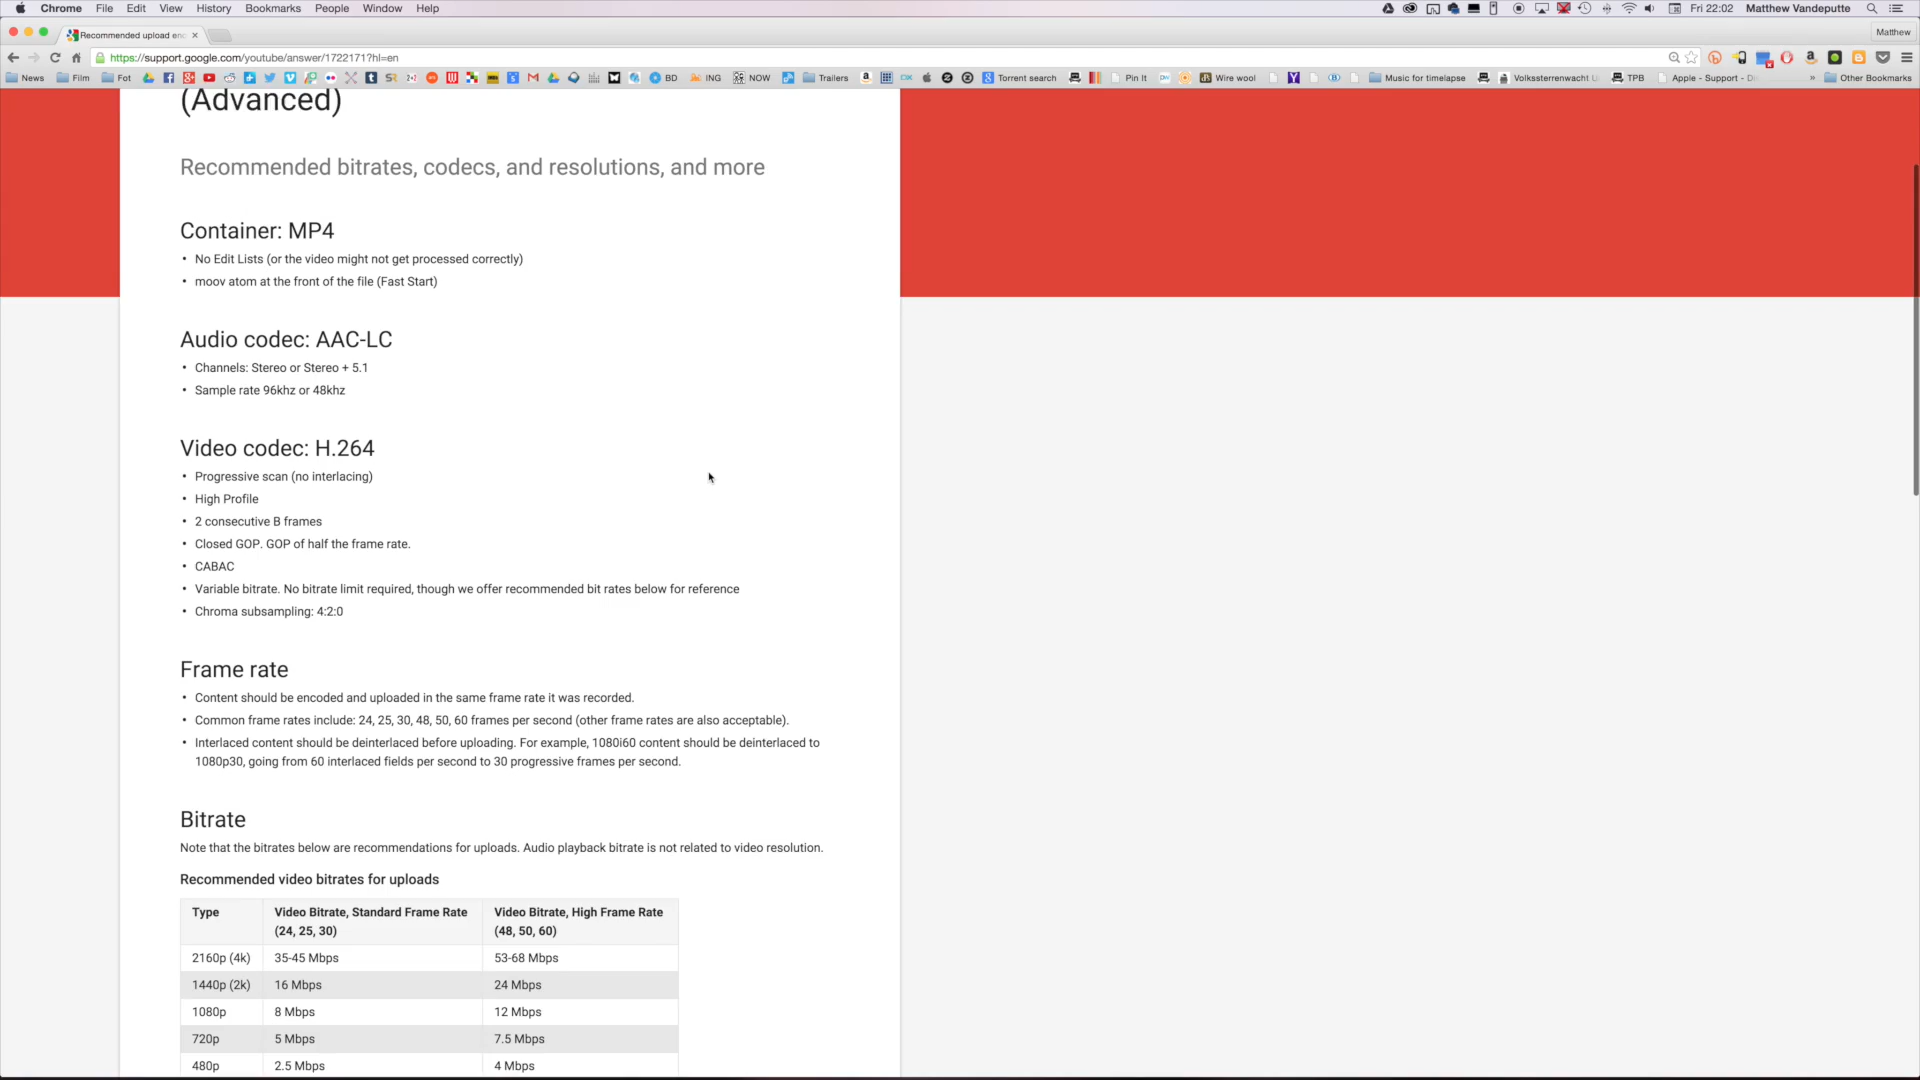 Chrome File Edit View History Bookmarks People Window Help Fri 22:02 Matthew Vandeputte
Recommended upload enc Matthew
https://support.google.com/youtube/answer/1722171?hl=en
News Film Fot BD ING NOW Trailers Torrent search Pin It Wire wool Music for timelapse Volkssterrenwacht U TPB Apple - Support - Di » Other Bookmarks
(Advanced)
Recommended bitrates, codecs, and resolutions, and more
Container: MP4
• No Edit Lists (or the video might not get processed correctly)
• moov atom at the front of the file (Fast Start)
Audio codec: AAC-LC
• Channels: Stereo or Stereo + 5.1
• Sample rate 96khz or 48khz
Video codec: H.264
• Progressive scan (no interlacing)
• High Profile
• 2 consecutive B frames
• Closed GOP. GOP of half the frame rate.
• CABAC
• Variable bitrate. No bitrate limit required, though we offer recommended bit rates below for reference
• Chroma subsampling: 4:2:0
Frame rate
• Content should be encoded and uploaded in the same frame rate it was recorded.
• Common frame rates include: 24, 25, 30, 48, 50, 60 frames per second (other frame rates are also acceptable).
• Interlaced content should be deinterlaced before uploading. For example, 1080i60 content should be deinterlaced to
1080p30, going from 60 interlaced fields per second to 30 progressive frames per second.
Bitrate
Note that the bitrates below are recommendations for uploads. Audio playback bitrate is not related to video resolution.
Recommended video bitrates for uploads
Type Video Bitrate, Standard Frame Rate Video Bitrate, High Frame Rate
(24, 25, 30) (48, 50, 60)
2160p (4k) 35-45 Mbps 53-68 Mbps
1440p (2k) 16 Mbps 24 Mbps
1080p 8 Mbps 12 Mbps
720p 5 Mbps 7.5 Mbps
480p 2.5 Mbps 4 Mbps